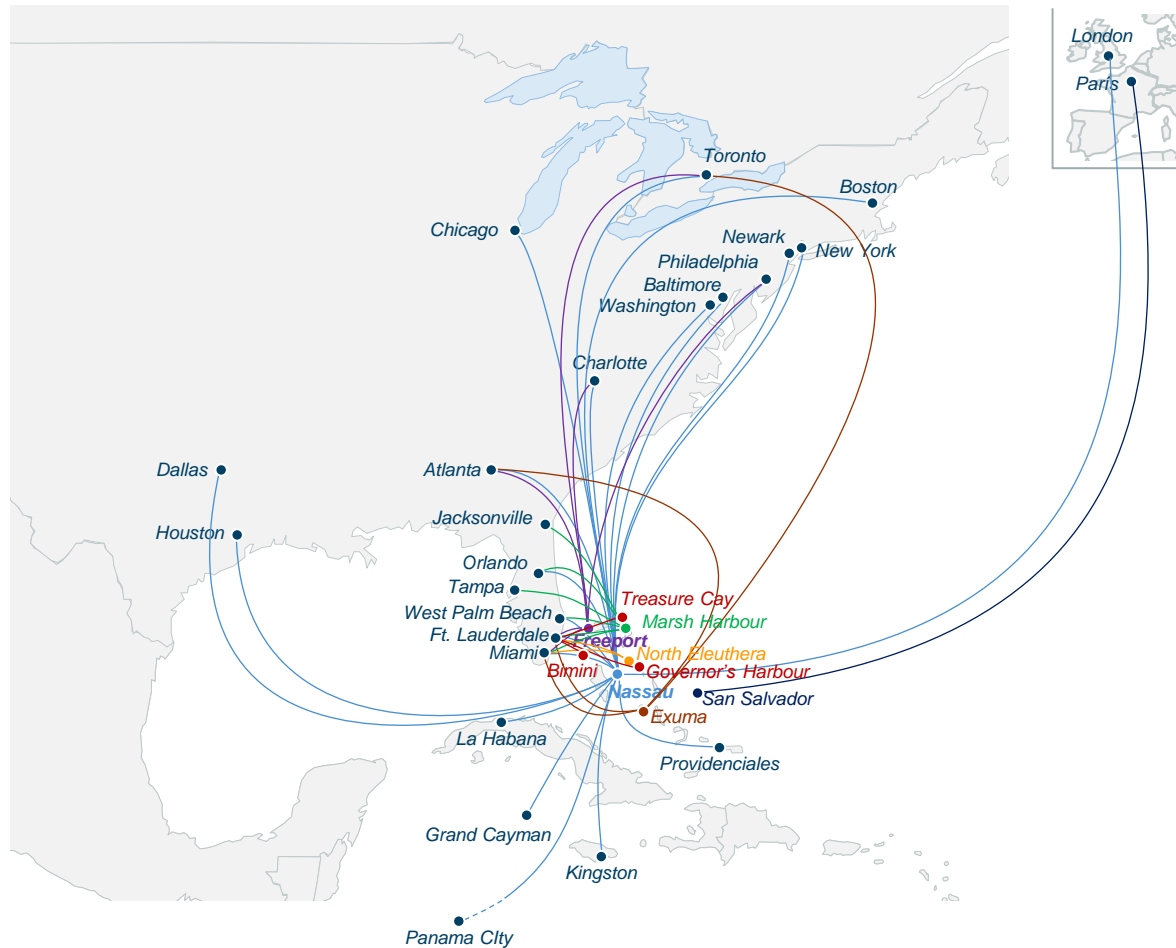 London
Paris
Toronto
Boston
Chicago
Newark
New York
Philadelphia
Baltimore
Washington
Charlotte
Dallas
Atlanta
Jacksonville
Houston
Orlando
Tampa
Treasure Cay
West Palm Beach
Marsh Harbour
Ft. Lauderdale
Freeport
Miami
North Eleuthera
Bimini
Governor's Harbour
Nassau
San Salvador
Exuma
La Habana
Providenciales
Grand Cayman
Kingston
Panama CIty